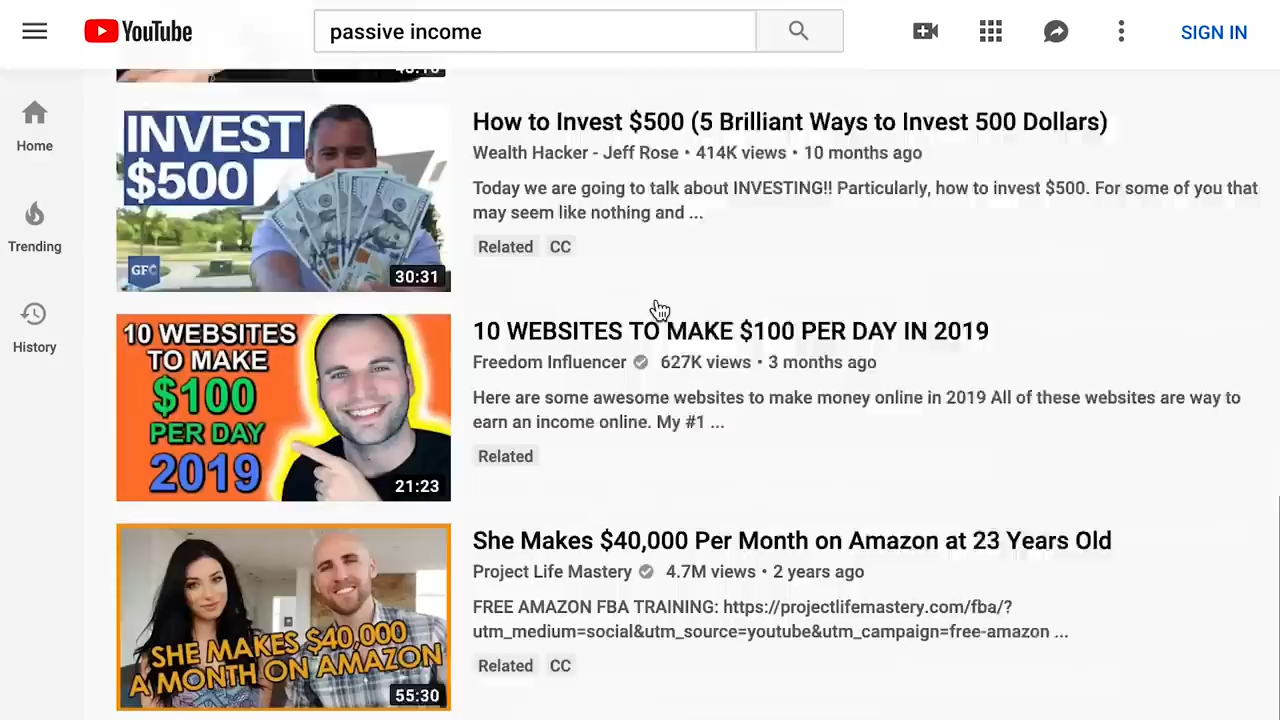 YouTube
passive income
SIGN IN
Home
Trending
History
INVEST
$500
GFC
30:31
How to Invest $500 (5 Brilliant Ways to Invest 500 Dollars)
Wealth Hacker - Jeff Rose • 414K views • 10 months ago
Today we are going to talk about INVESTING!! Particularly, how to invest $500. For some of you that
may seem like nothing and ...
Related CC
10 WEBSITES
TO MAKE
$100
PER DAY
2019
21:23
10 WEBSITES TO MAKE $100 PER DAY IN 2019
Freedom Influencer 627K views • 3 months ago
Here are some awesome websites to make money online in 2019 All of these websites are way to
earn an income online. My #1 ...
Related
SHE MAKES $40,000
A MONTH ON AMAZON
55:30
She Makes $40,000 Per Month on Amazon at 23 Years Old
Project Life Mastery 4.7M views • 2 years ago
FREE AMAZON FBA TRAINING: https://projectlifemastery.com/fba/?
utm_medium=social&utm_source=youtube&utm_campaign=free-amazon ...
Related CC